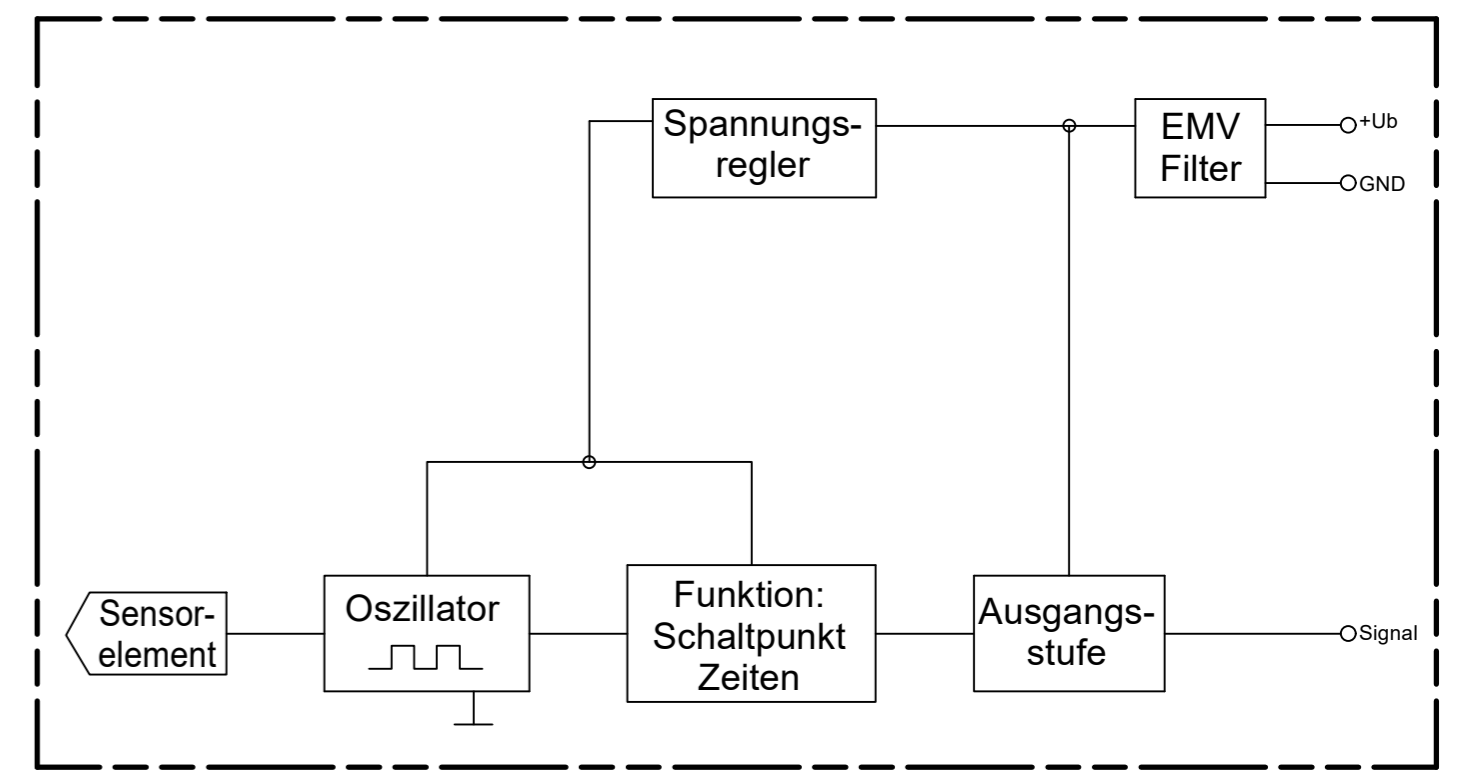 Spannungs-
regler
EMV
Filter
+Ub
GND
Sensor-
element
Oszillator
Funktion:
Schaltpunkt
Zeiten
Ausgangs-
stufe
Signal